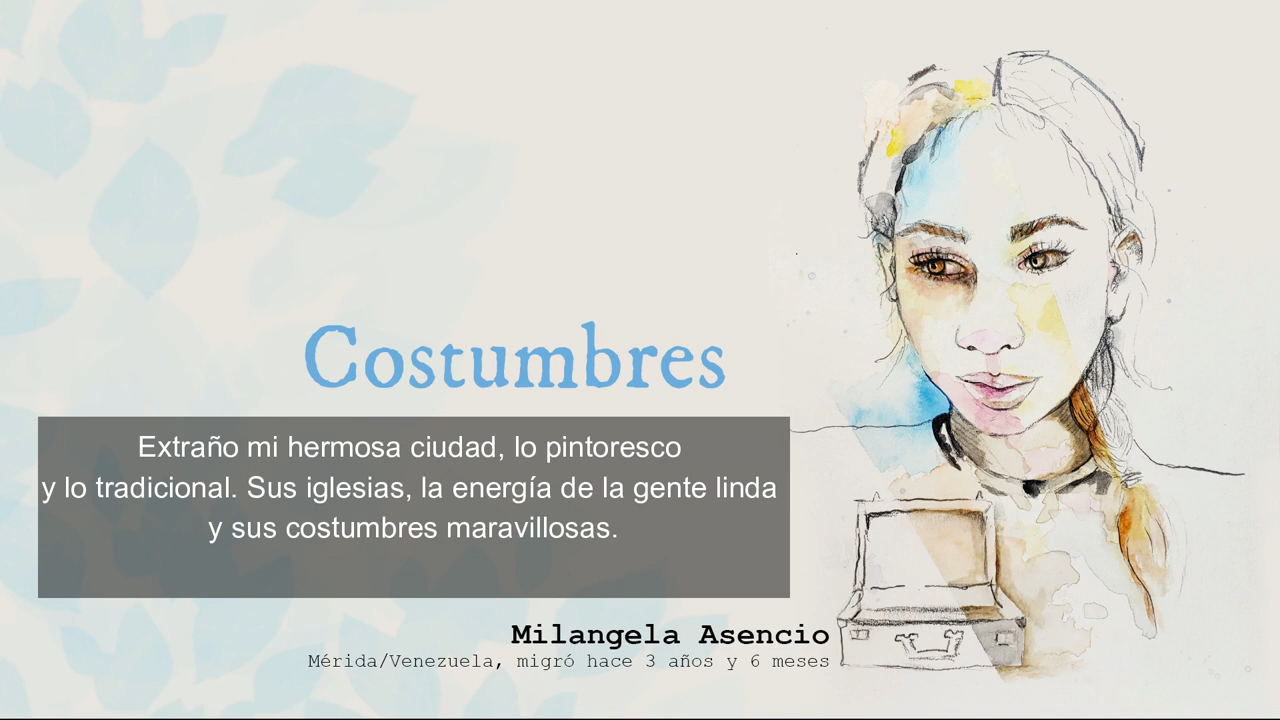 Costumbres
Extraño mi hermosa ciudad, lo pintoresco
y lo tradicional. Sus iglesias, la energía de la gente linda
y sus costumbres maravillosas.
Milangela Asencio
Mérida/Venezuela, migró hace 3 años y 6 meses